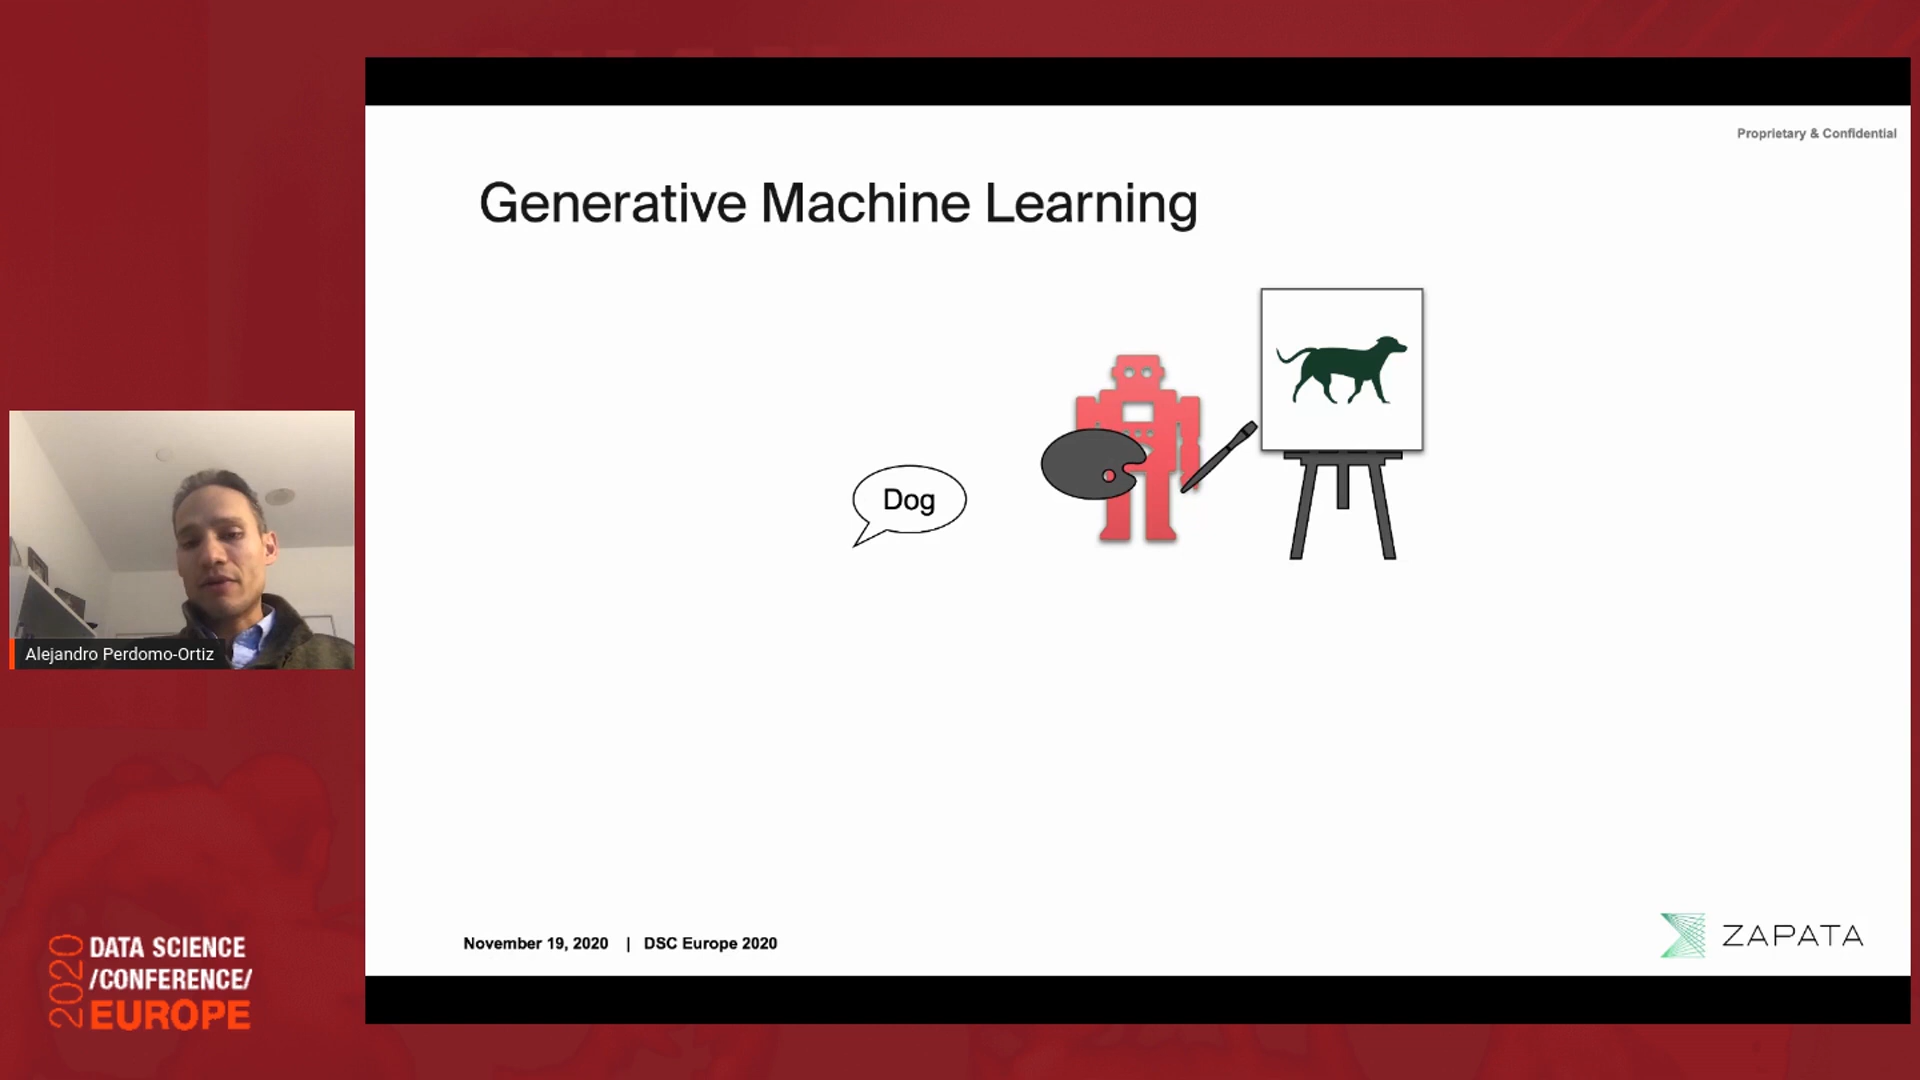 Proprietary & Confidential
Generative Machine Learning
Dog
Alejandro Perdomo-Ortiz
November 19, 2020 | DSC Europe 2020
ZAPATA
2020
DATA SCIENCE
/CONFERENCE/
EUROPE